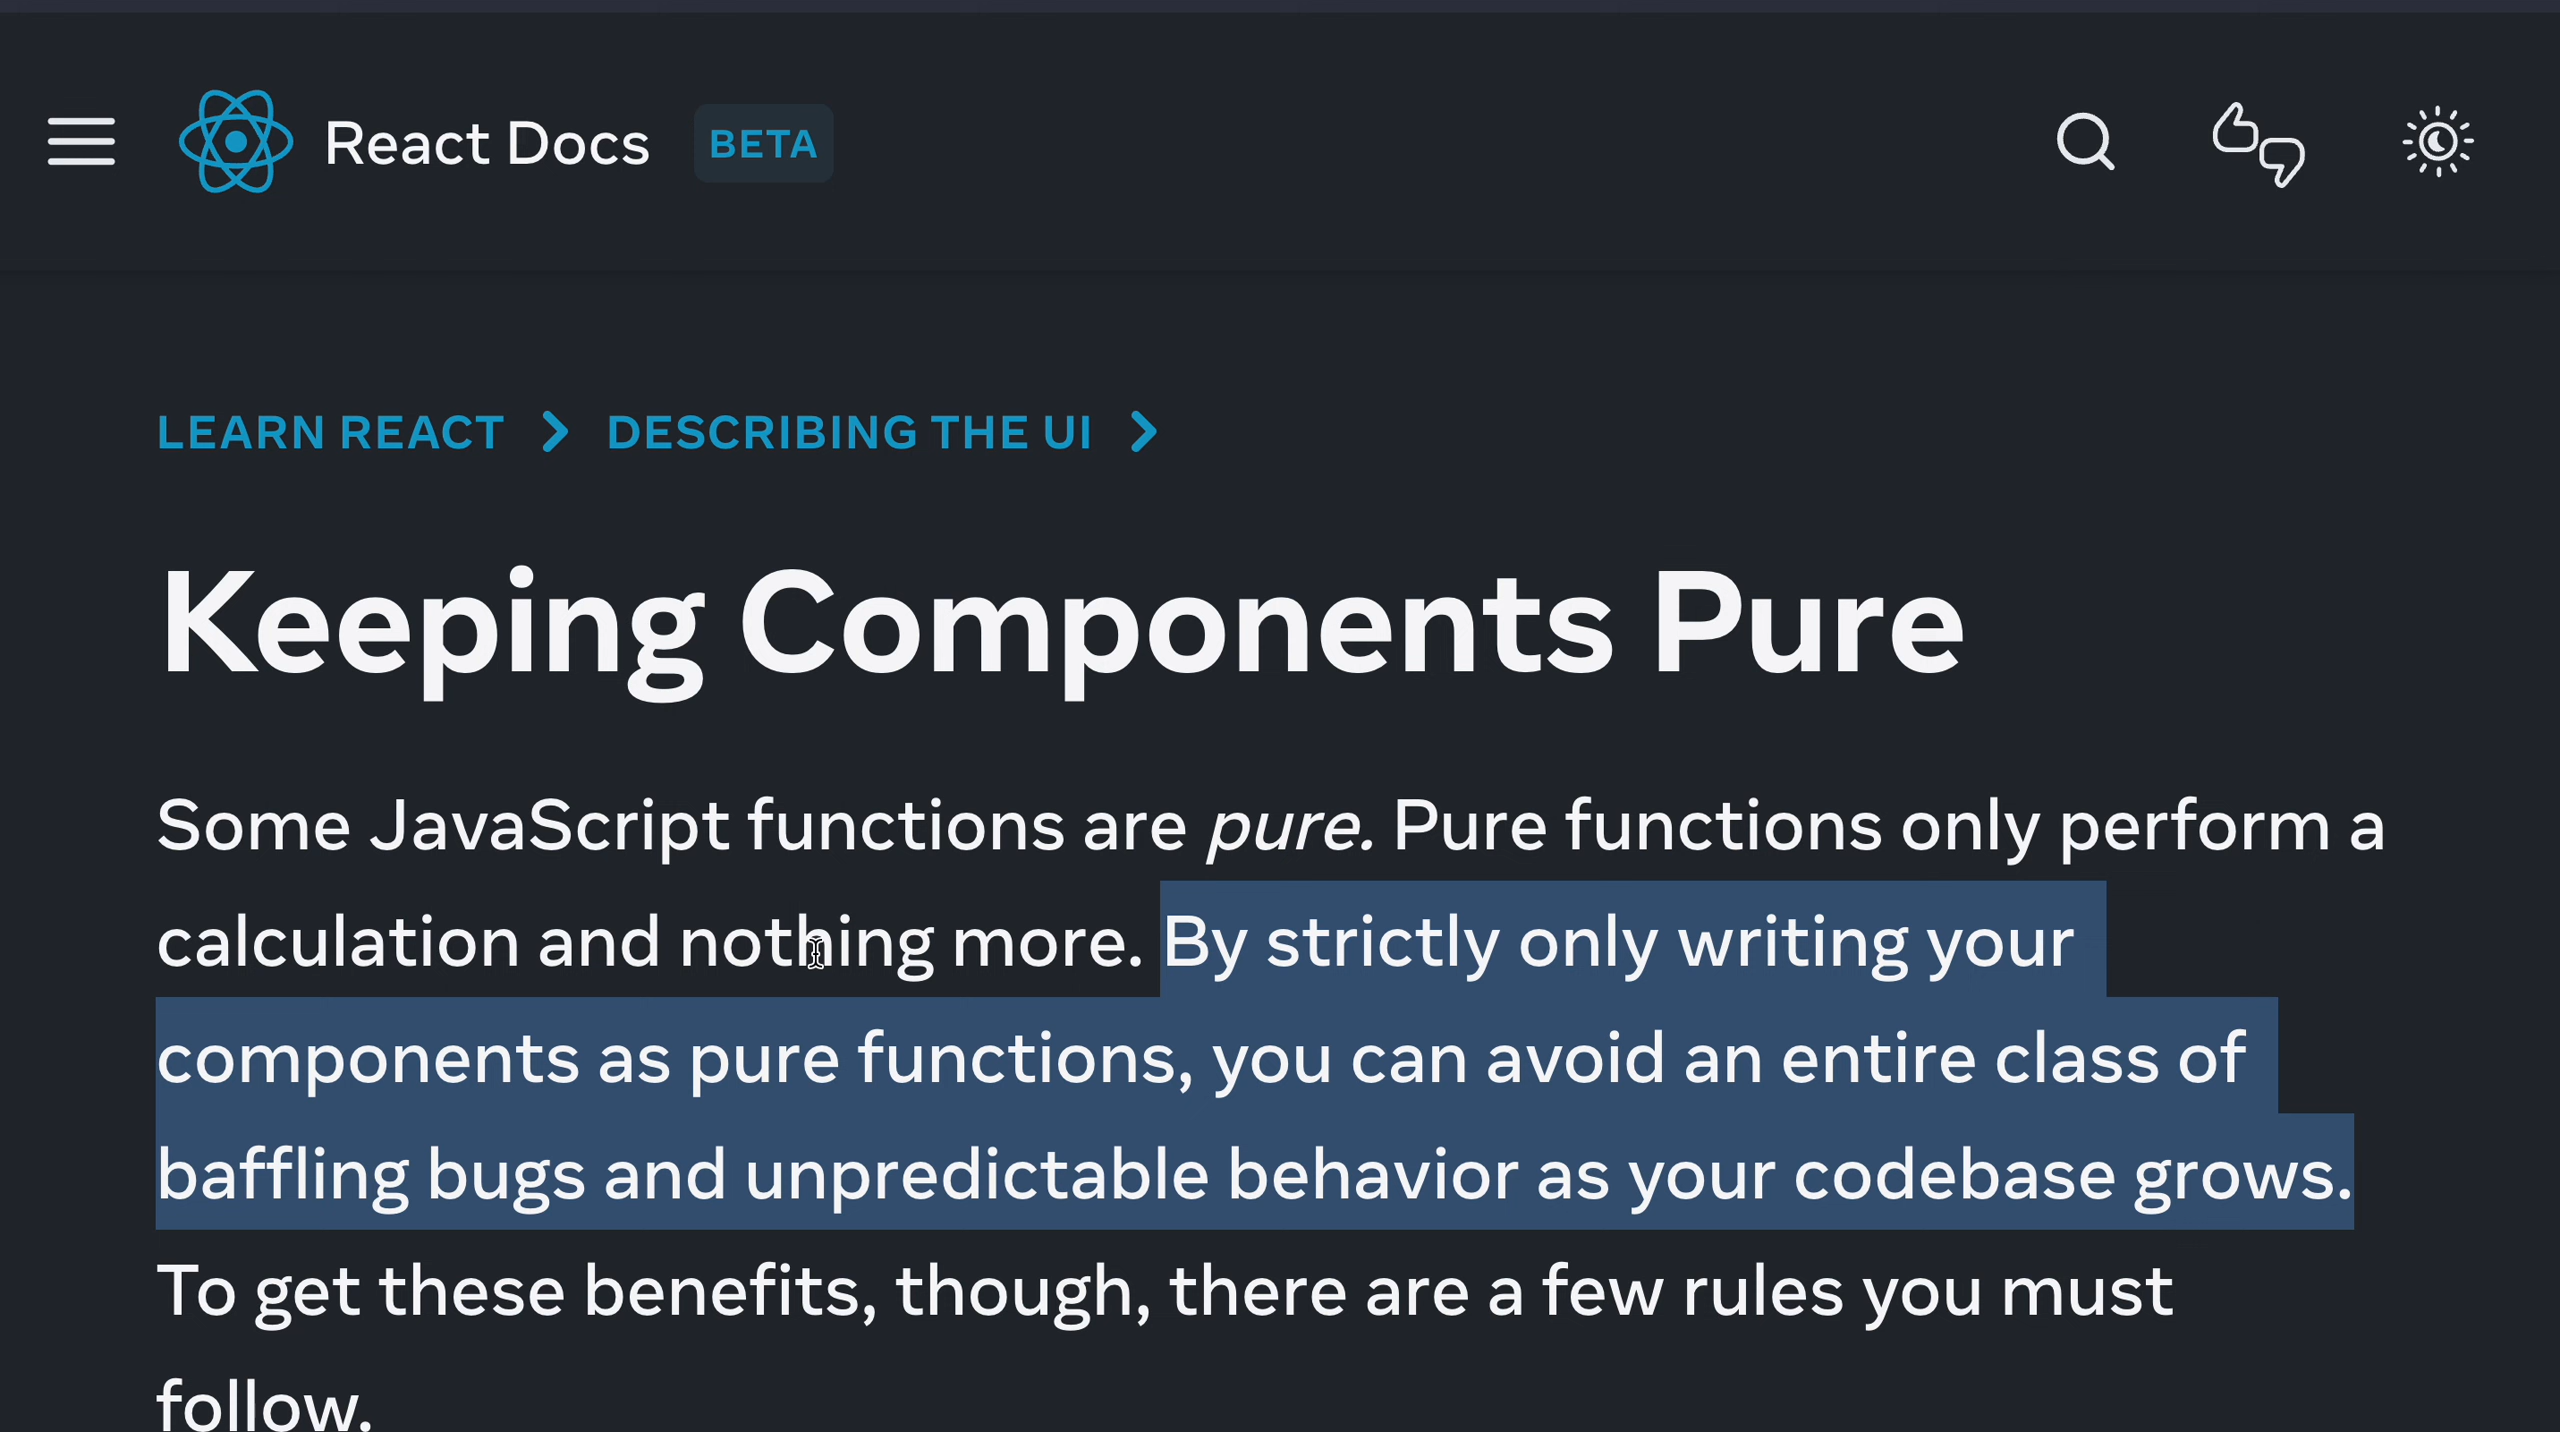 React Docs BETA
LEARN REACT > DESCRIBING THE UI >
Keeping Components Pure
Some JavaScript functions are pure. Pure functions only perform a
calculation and nothing more. By strictly only writing your
components as pure functions, you can avoid an entire class of
baffling bugs and unpredictable behavior as your codebase grows.
To get these benefits, though, there are a few rules you must
follow.